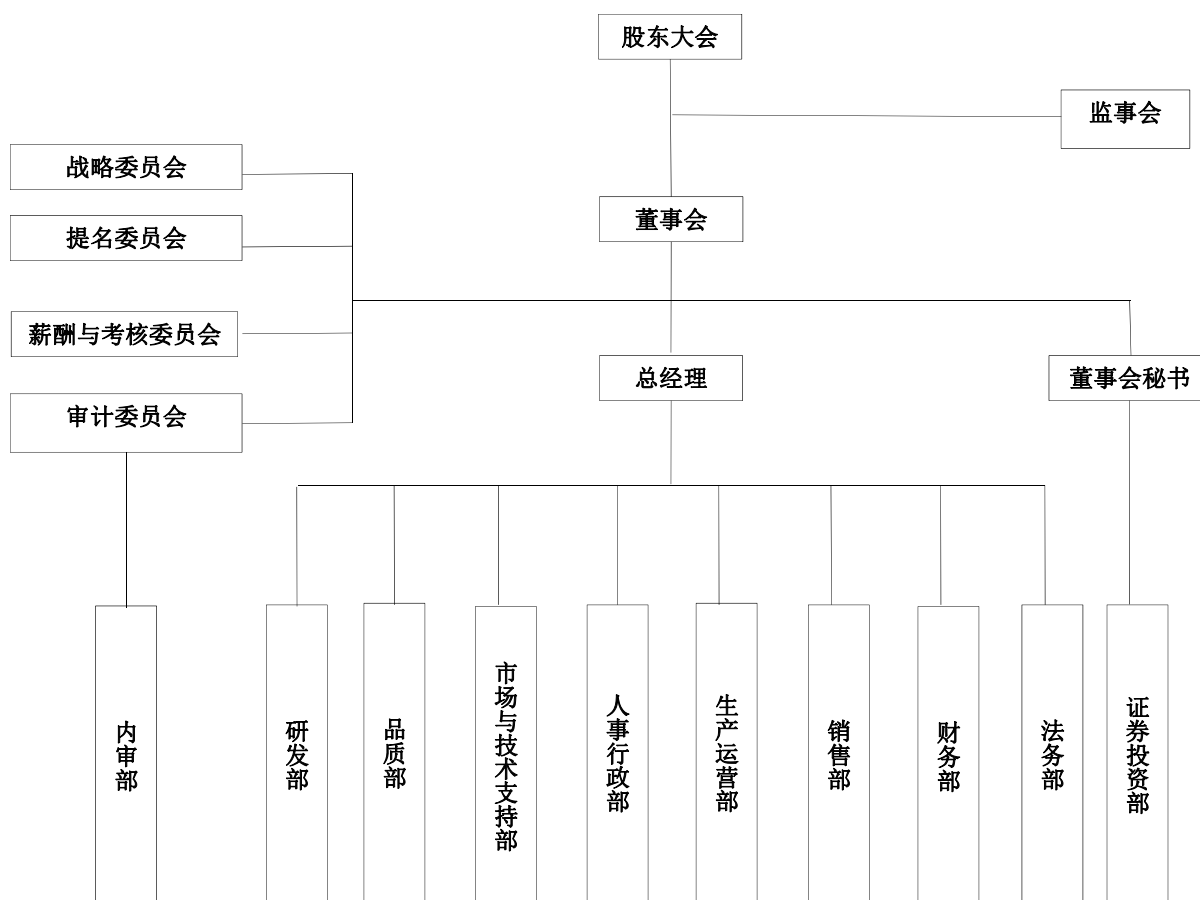 股东大会
监事会
战略委员会
董事会
提名委员会
薪酬与考核委员会
总经理
董事会秘书
审计委员会
内审部
研发部
品质部
市场与技术支持部
人事行政部
生产运营部
销售部
财务部
法务部
证券投资部